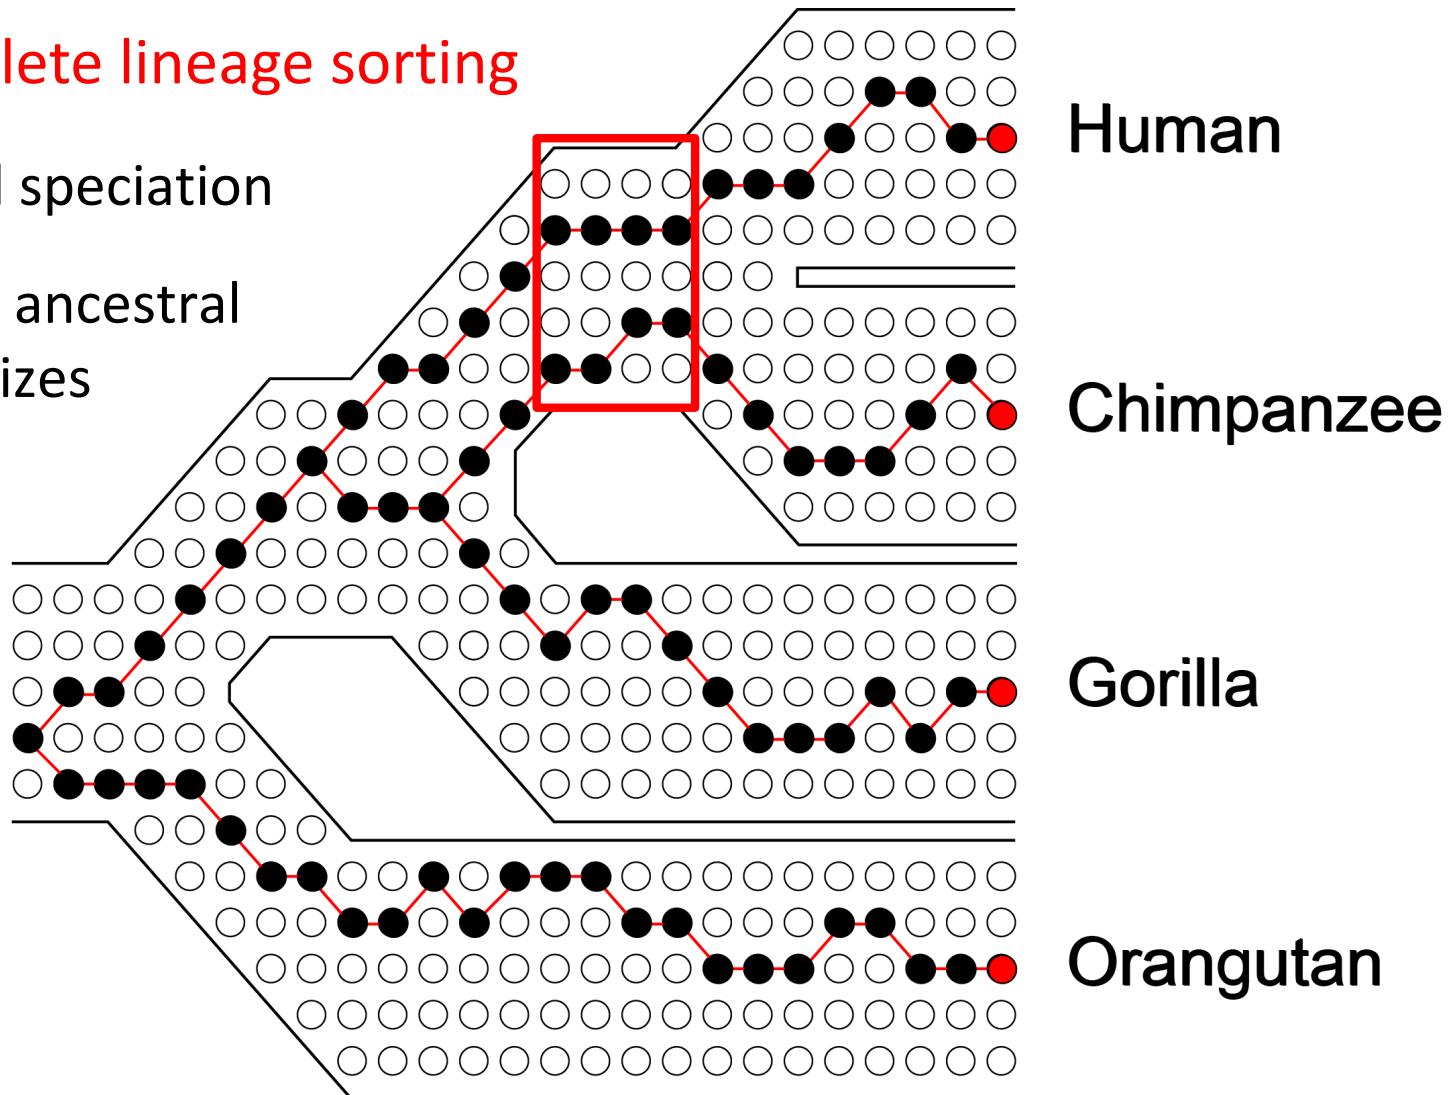 lete lineage sorting
speciation
ancestral
izes
Human
Chimpanzee
Gorilla
Orangutan